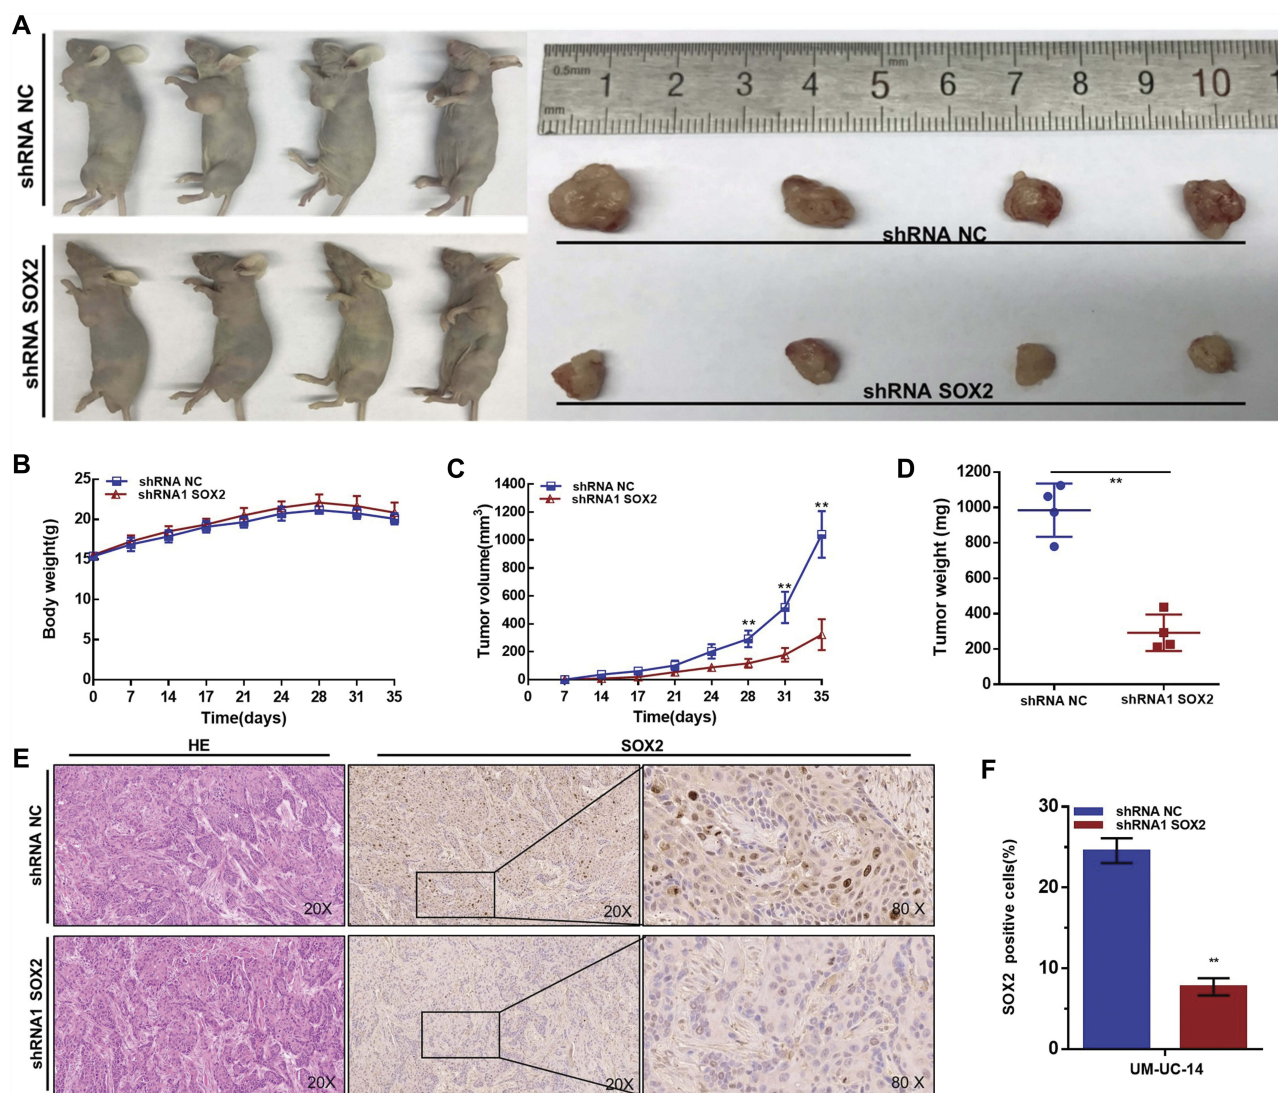 A
shRNA NC
shRNA SOX2
0.5mm
mm
mm
1 2 3 4 5 6 7 8 9 10 1
shRNA NC
shRNA SOX2
B
Body weight(g)
25
20
15
10
5
0
shRNA NC
shRNA1 SOX2
0 7 14 17 21 24 28 31 35
Time(days)
C
Tumor volume(mm3)
1400
1200
1000
800
600
400
200
0
shRNA NC
shRNA1 SOX2
**
**
**
0 7 14 17 21 24 28 31 35
Time(days)
D
Tumor weight (mg)
1200
1000
800
600
400
200
0
**
shRNA NC
shRNA1 SOX2
E
HE
SOX2
shRNA NC
20X
20X
80 X
shRNA1 SOX2
20X
20X
80 X
F
SOX2 positive cells(%)
30
20
10
0
shRNA NC
shRNA1 SOX2
**
UM-UC-14